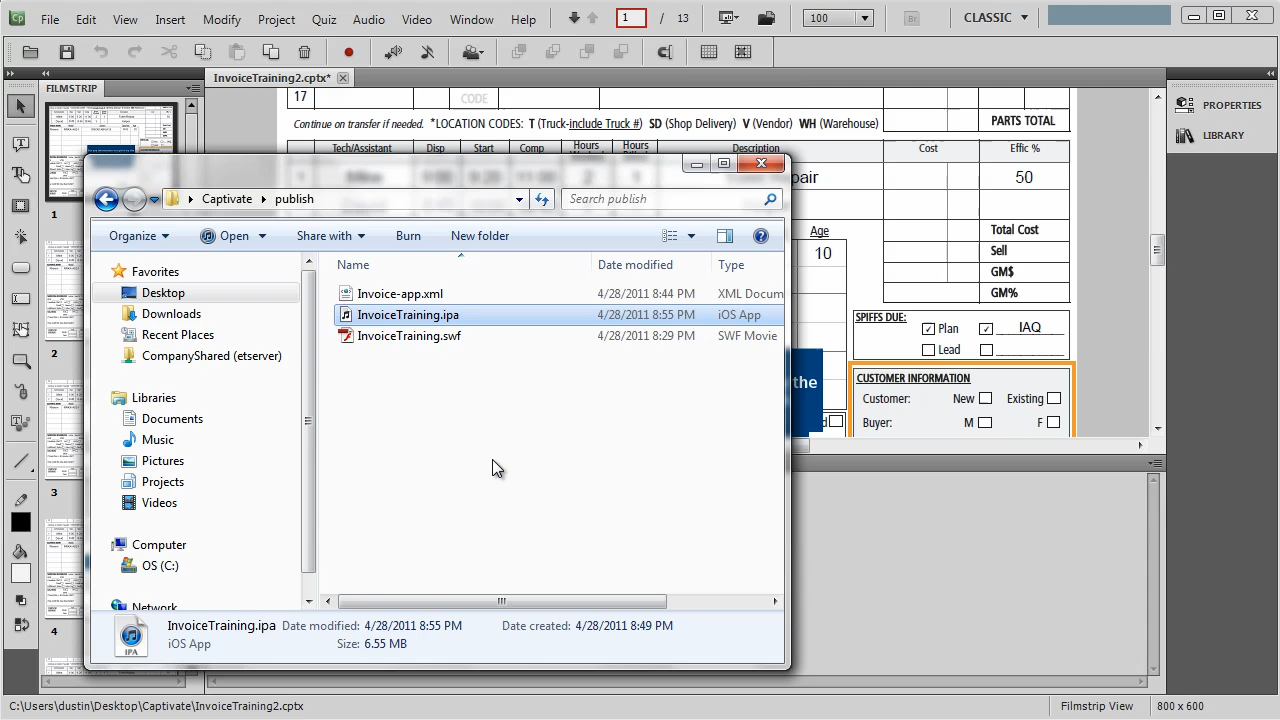 Cp File Edit View Insert Modify Project Quiz Audio Video Window Help 1 / 13 100 Br CLASSIC
InvoiceTraining2.cptx*
FILMSTRIP
PROPERTIES
LIBRARY
17 CODE
Continue on transfer if needed. *LOCATION CODES: T (Truck include Truck #) SD (Shop Delivery) V (Vendor) WH (Warehouse) PARTS TOTAL
Tech/Assistant Disp Start Comp Hours Hours Description Cost Effic %
pair 50
Age
10
Total Cost
Sell
GM$
GM%
SPIFFS DUE: Plan IAQ
Lead
the
CUSTOMER INFORMATION
Customer: New Existing
Buyer: M F
1
2
3
4
Captivate publish Search publish
Organize Open Share with Burn New folder
Name Date modified Type
Invoice-app.xml 4/28/2011 8:44 PM XML Docum
InvoiceTraining.ipa 4/28/2011 8:55 PM iOS App
InvoiceTraining.swf 4/28/2011 8:29 PM SWF Movie
Favorites
Desktop
Downloads
Recent Places
CompanyShared (etserver)
Libraries
Documents
Music
Pictures
Projects
Videos
Computer
OS (C:)
Network
IPA
InvoiceTraining.ipa Date modified: 4/28/2011 8:55 PM Date created: 4/28/2011 8:49 PM
iOS App Size: 6.55 MB
C:\Users\dustin\Desktop\Captivate\InvoiceTraining2.cptx Filmstrip View 800 x 600